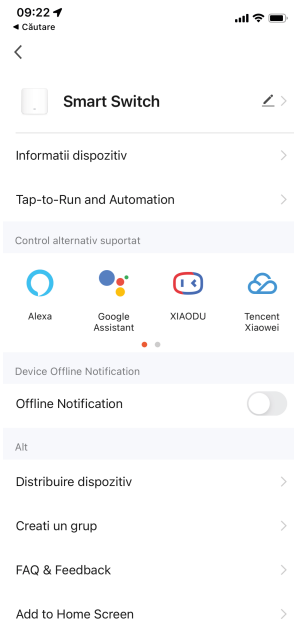 09:22
◀ Căutare
Smart Switch
Informatii dispozitiv
Tap-to-Run and Automation
Control alternativ suportat
Alexa
Google
Assistant
XIAODU
Tencent
Xiaowei
Device Offline Notification
Offline Notification
Alt
Distribuire dispozitiv
Creati un grup
FAQ & Feedback
Add to Home Screen